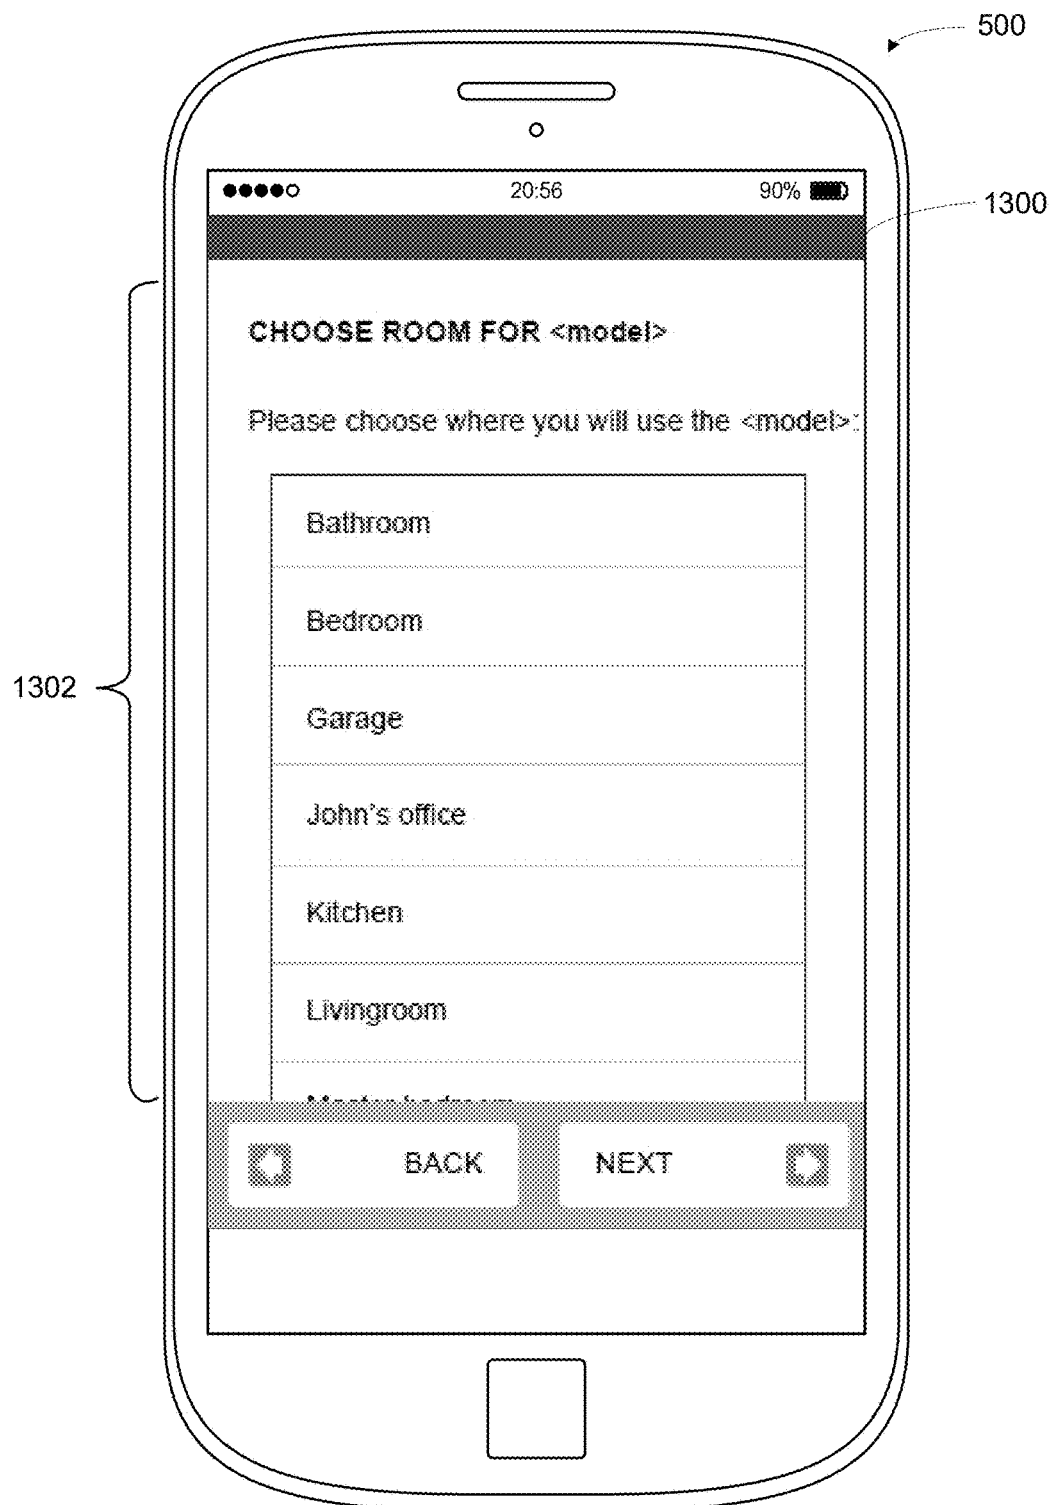 500
20:56
90%
1300
CHOOSE ROOM FOR <model>
Please choose where you will use the <model>:
Bathroom
Bedroom
Garage
John's office
1302
Kitchen
Livingroom
BACK
NEXT